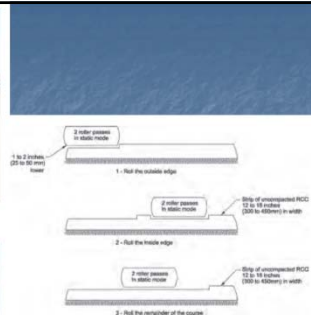 2 roller passes
in static mode
1 to 2 inches
(25 to 50 mm)
lower
1 - Roll the outside edge
2 roller passes
in static mode
Strip of uncompacted RCC
12 to 18 inches
(300 to 450mm) in width
2 - Roll the inside edge
2 roller passes
in static mode
Strip of uncompacted RCC
12 to 18 inches
(300 to 450mm) in width
3 - Roll the remainder of the course